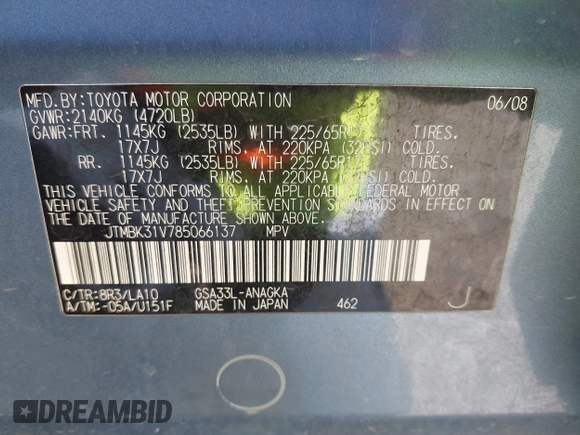 MFD.BY:TOYOTA MOTOR CORPORATION 06/08
GVWR:2140KG (4720LB)
GAWR:FRT. 1145KG (2535LB) WITH 225/65R17 TIRES.
17X7J RIMS. AT 220KPA (32PSI) COLD.
RR. 1145KG (2535LB) WITH 225/65R17 TIRES.
17X7J RIMS. AT 220KPA COLD.
THIS VEHICLE CONFORMS TO ALL APPLICABLE FEDERAL MOTOR
VEHICLE SAFETY AND THEFT PREVENTION STANDARDS IN EFFECT
ON THE DATE OF MANUFACTURE SHOWN ABOVE.
JTMBK31V785066137 MPV
C/TR:8R3/LA10 GSA33L-ANAGKA
A/TM:-05A/U151F MADE IN JAPAN 462 J
DREAMBID